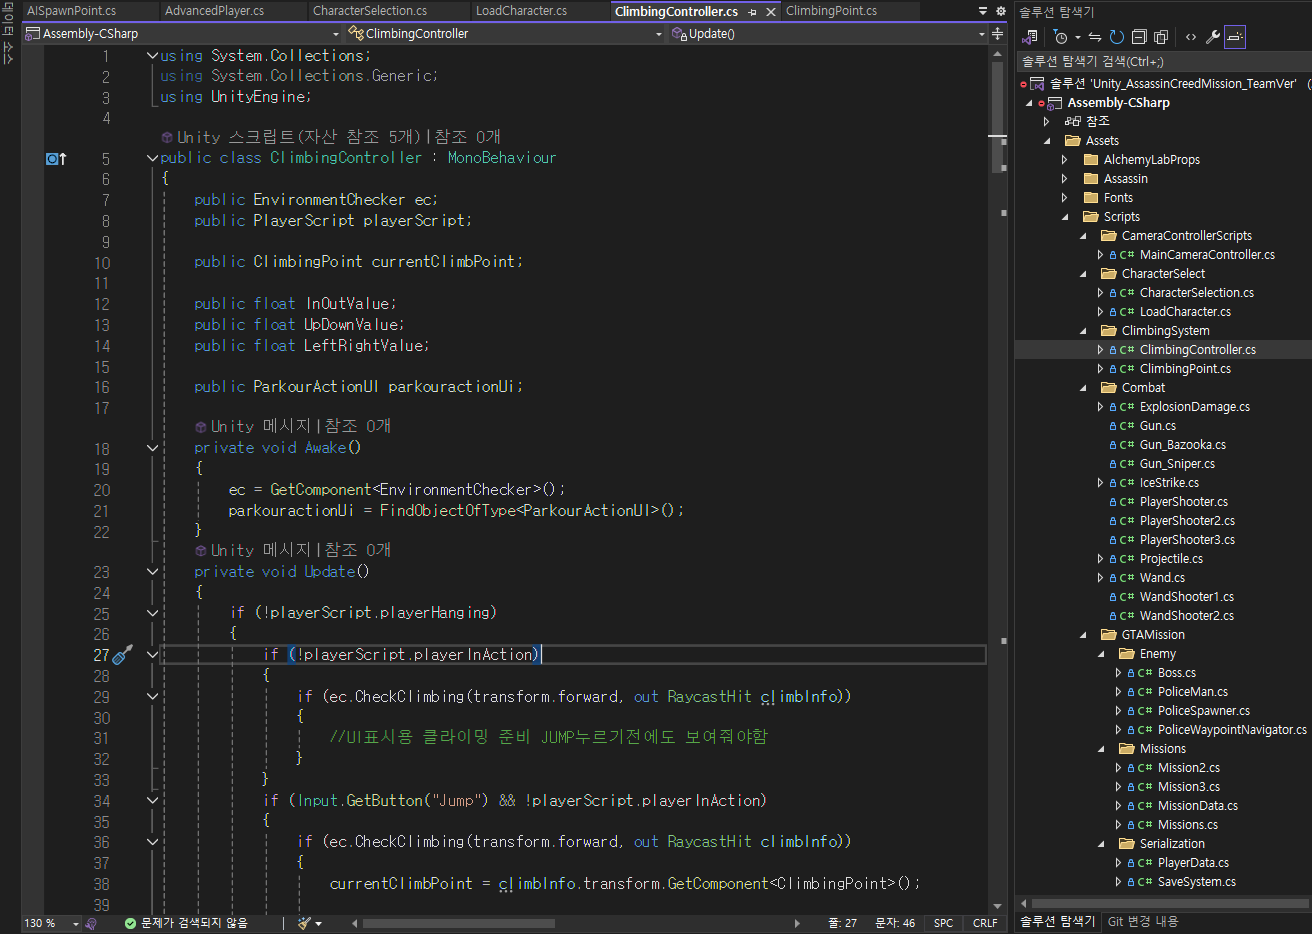 데이터 소스
AISpawnPoint.cs AdvancedPlayer.cs CharacterSelection.cs LoadCharacter.cs ClimbingController.cs ClimbingPoint.cs
Assembly-CSharp ClimbingController Update()
1 using System.Collections;
2 using System.Collections.Generic;
3 using UnityEngine;
4
Unity 스크립트(자산 참조 5개)|참조 0개
5 public class ClimbingController : MonoBehaviour
6 {
7 public EnvironmentChecker ec;
8 public PlayerScript playerScript;
9
10 public ClimbingPoint currentClimbPoint;
11
12 public float InOutValue;
13 public float UpDownValue;
14 public float LeftRightValue;
15
16 public ParkourActionUI parkouractionUi;
17
Unity 메시지|참조 0개
18 private void Awake()
19 {
20 ec = GetComponent<EnvironmentChecker>();
21 parkouractionUi = FindObjectOfType<ParkourActionUI>();
22 }
Unity 메시지|참조 0개
23 private void Update()
24 {
25 if (!playerScript.playerHanging)
26 {
27 if (!playerScript.playerInAction)
28 {
29 if (ec.CheckClimbing(transform.forward, out RaycastHit climbInfo))
30 {
31 //UI표시용 클라이밍 준비 JUMP누르기전에도 보여줘야함
32 }
33 }
34 if (Input.GetButton("Jump") && !playerScript.playerInAction)
35 {
36 if (ec.CheckClimbing(transform.forward, out RaycastHit climbInfo))
37 {
38 currentClimbPoint = climbInfo.transform.GetComponent<ClimbingPoint>();
39
130 % 문제가 검색되지 않음 줄: 27 문자: 46 SPC CRLF
솔루션 탐색기
솔루션 탐색기 검색(Ctrl+;)
솔루션 'Unity_AssassinCreedMission_TeamVer' (
Assembly-CSharp
참조
Assets
AlchemyLabProps
Assassin
Fonts
Scripts
CameraControllerScripts
C# MainCameraController.cs
CharacterSelect
C# CharacterSelection.cs
C# LoadCharacter.cs
ClimbingSystem
C# ClimbingController.cs
C# ClimbingPoint.cs
Combat
C# ExplosionDamage.cs
C# Gun.cs
C# Gun_Bazooka.cs
C# Gun_Sniper.cs
C# IceStrike.cs
C# PlayerShooter.cs
C# PlayerShooter2.cs
C# PlayerShooter3.cs
C# Projectile.cs
C# Wand.cs
C# WandShooter1.cs
C# WandShooter2.cs
GTAMission
Enemy
C# Boss.cs
C# PoliceMan.cs
C# PoliceSpawner.cs
C# PoliceWaypointNavigator.cs
Missions
C# Mission2.cs
C# Mission3.cs
C# MissionData.cs
C# Missions.cs
Serialization
C# PlayerData.cs
C# SaveSystem.cs
솔루션 탐색기 Git 변경 내용